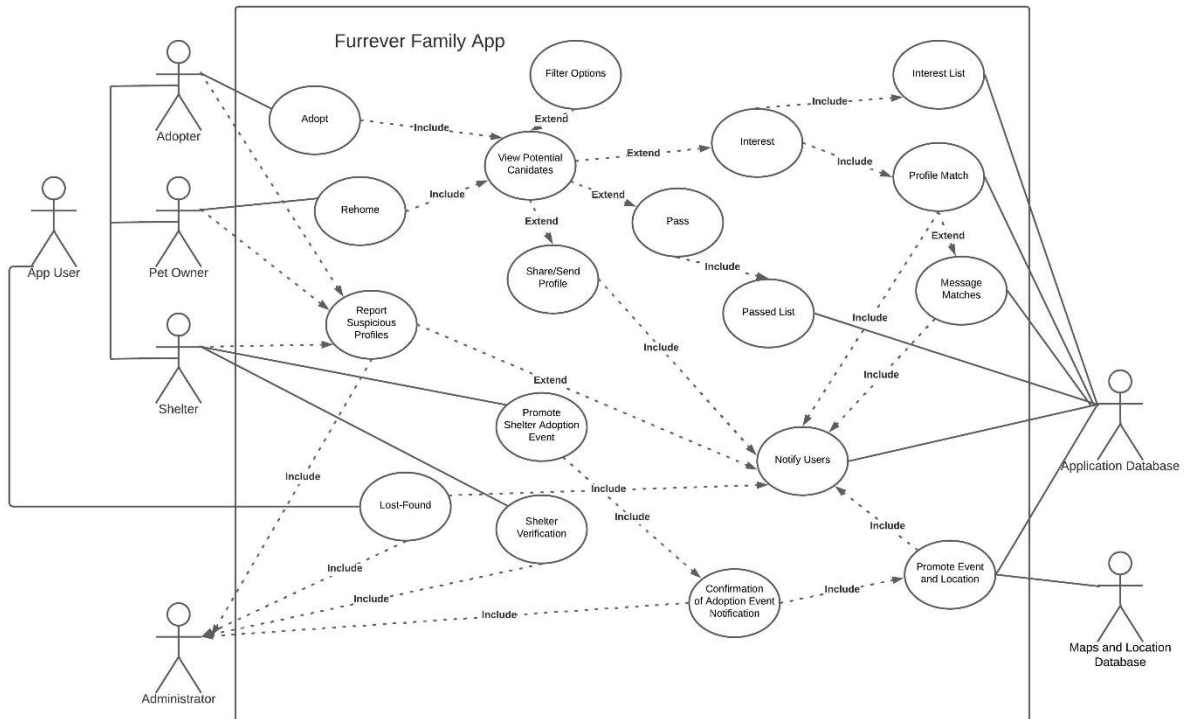 Furrever Family App
Filter Options
Interest List
Adopt
Include
Extend
Include
Adopter
View Potential
Canidates
Extend
Interest
Include
Profile Match
Rehome
Include
Extend
Pass
App User
Pet Owner
Extend
Extend
Share/Send
Profile
Include
Message
Matches
Report
Suspicious
Profiles
Passed List
Include
Include
Include
Shelter
Extend
Promote
Shelter Adoption
Event
Notify Users
Application Database
Include
Include
Lost-Found
Shelter
Verification
Include
Include
Include
Include
Confirmation
of Adoption Event
Notification
Include
Promote Event
and Location
Include
Include
Maps and Location
Database
Administrator